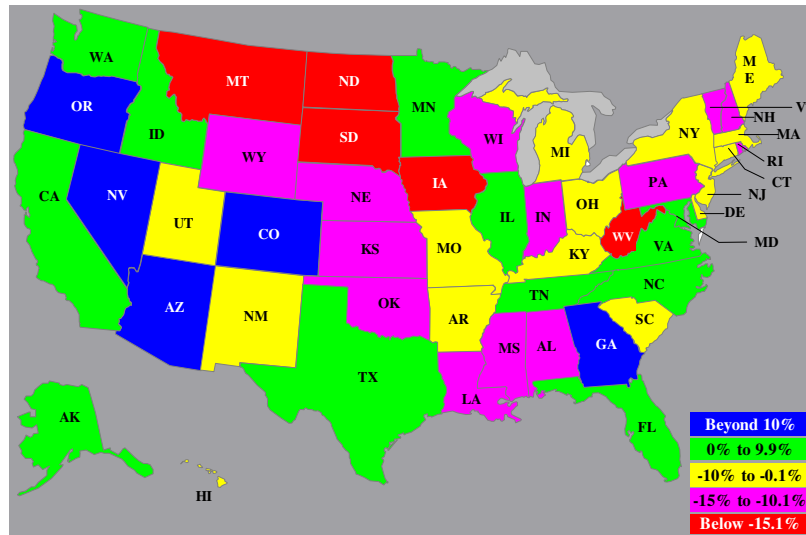 WA
MT
ND
MN
M
E
OR
ID
SD
WI
MI
NY
V
NH
MA
RI
CT
WY
IA
NE
PA
NJ
CA
NV
UT
CO
IL
IN
OH
DE
MD
KS
MO
KY
WV
VA
NC
TN
AZ
NM
OK
AR
SC
MS
AL
GA
TX
LA
FL
AK
HI
Beyond 10%
0% to 9.9%
-10% to -0.1%
-15% to -10.1%
Below -15.1%